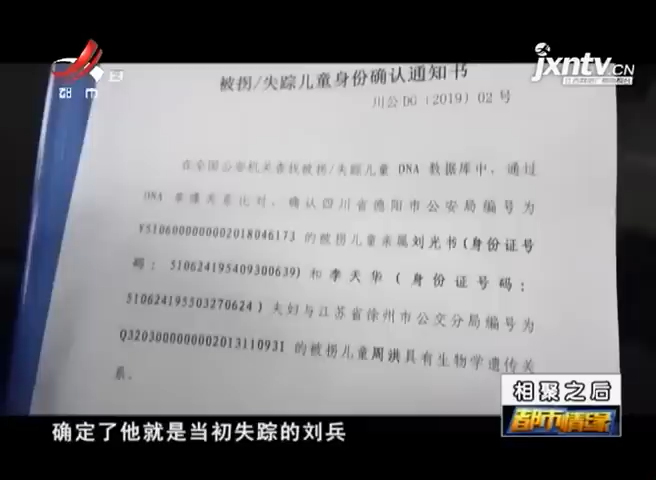 都市2
jxntv.CN
被拐/失踪儿童身份确认通知书
川公DG（2019）02号
在全国公安机关查找被拐/失踪儿童 DNA 数据库中，通过
DNA 亲缘关系比对，确认四川省德阳市公安局编号为
Y5106000000002018046173 的被拐儿童亲属刘光书(身份证号
码：510624195409300639)和李天华(身份证号码：
510624195503270624)夫妇与江苏省徐州市公交分局编号为
Q3203000000002013110931 的被拐儿童周洪具有生物学遗传关
系。
相聚之后
都市情缘
确定了他就是当初失踪的刘兵